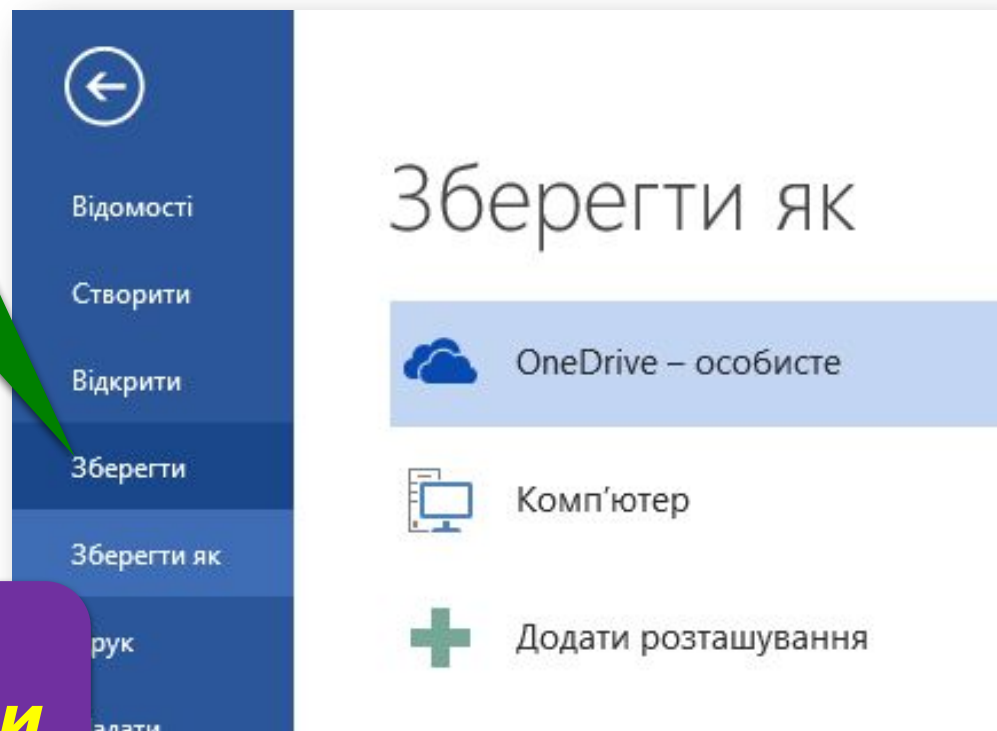 Відомості
Створити
Відкрити
Зберегти
Зберегти як
Зберегти як
OneDrive – особисте
Комп’ютер
Додати розташування